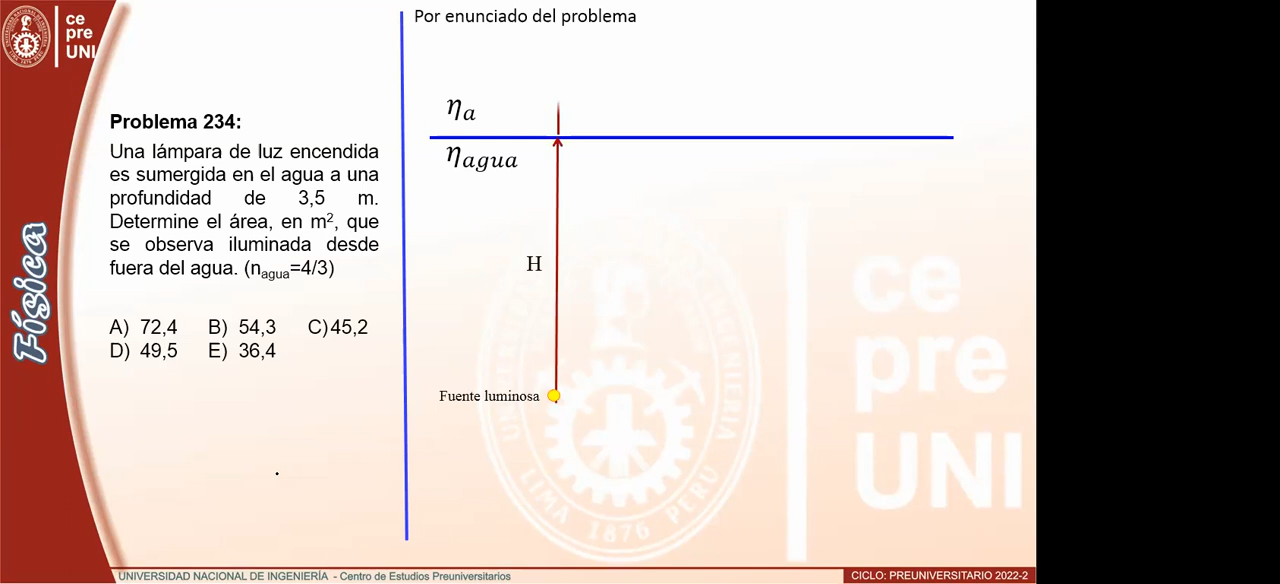 ce
pre
UNI
Física
Problema 234:
Una lámpara de luz encendida
es sumergida en el agua a una
profundidad de 3,5 m.
Determine el área, en m², que
se observa iluminada desde
fuera del agua. (nagua=4/3)
A) 72,4 B) 54,3 C)45,2
D) 49,5 E) 36,4
Por enunciado del problema
ηa
ηagua
H
Fuente luminosa
ce
pre
UNI
LIMA 1876 PERU
UNIVERSIDAD NACIONAL DE INGENIERÍA - Centro de Estudios Preuniversitarios
CICLO: PREUNIVERSITARIO 2022-2